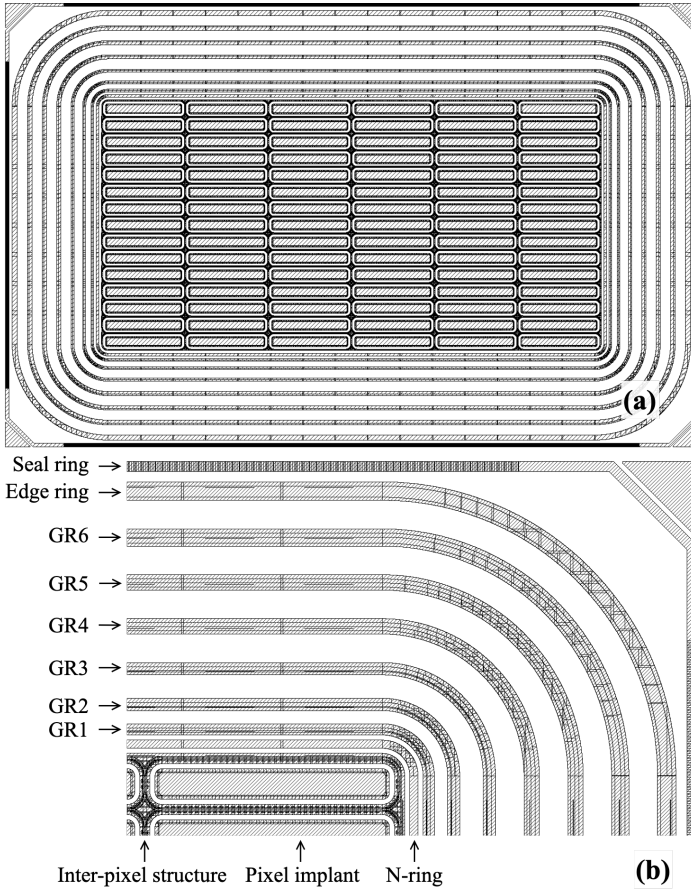 (a)
Seal ring
Edge ring
GR6
GR5
GR4
GR3
GR2
GR1
Inter-pixel structure Pixel implant N-ring
(b)